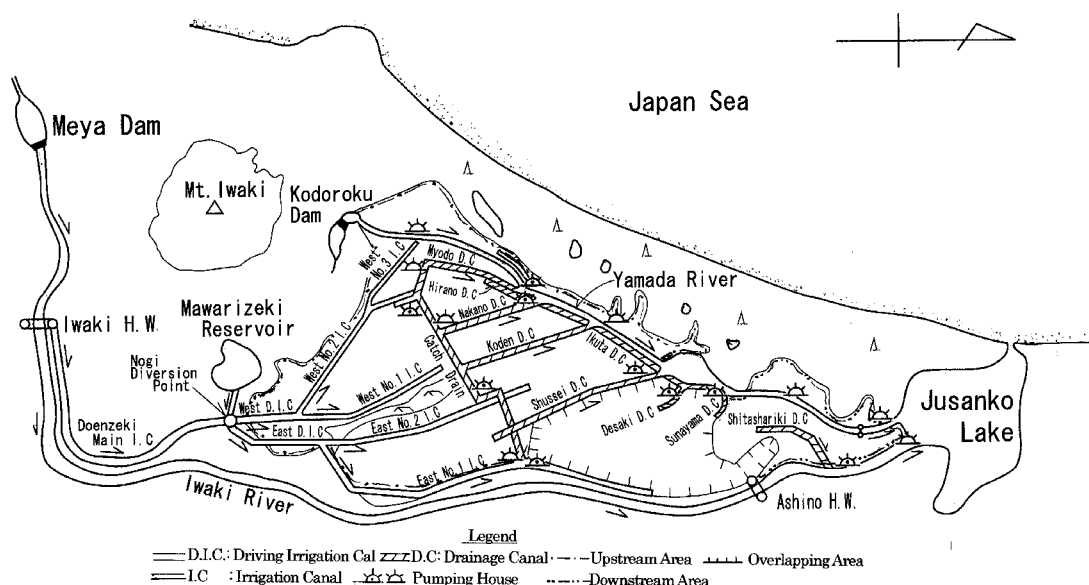 Japan Sea
Meya Dam
Mt. Iwaki
Kodoroku
Dam
West
No.3 I.C
Myodo D.C
Hirano D.C
Nakano D.C
Yamada River
Mawarizeki
Reservoir
Iwaki H.W.
Nogi
Diversion
Point
West No.2 I.C
Catch
Drain
Koden D.C
Ikuta D.C
West D.I.C
West No.1 I.C
Shussei D.C
Desaki D.C
Sunayama D.C
Shitashariki D.C
Jusanko
Lake
Doenzeki
Main I.C
East D.I.C
East No.2 I.C
East No.1 I.C
Iwaki River
Ashino H.W.
Legend
D.I.C.: Driving Irrigation Cal D.C: Drainage Canal Upstream Area Overlapping Area
I.C : Irrigation Canal Pumping House Downstream Area